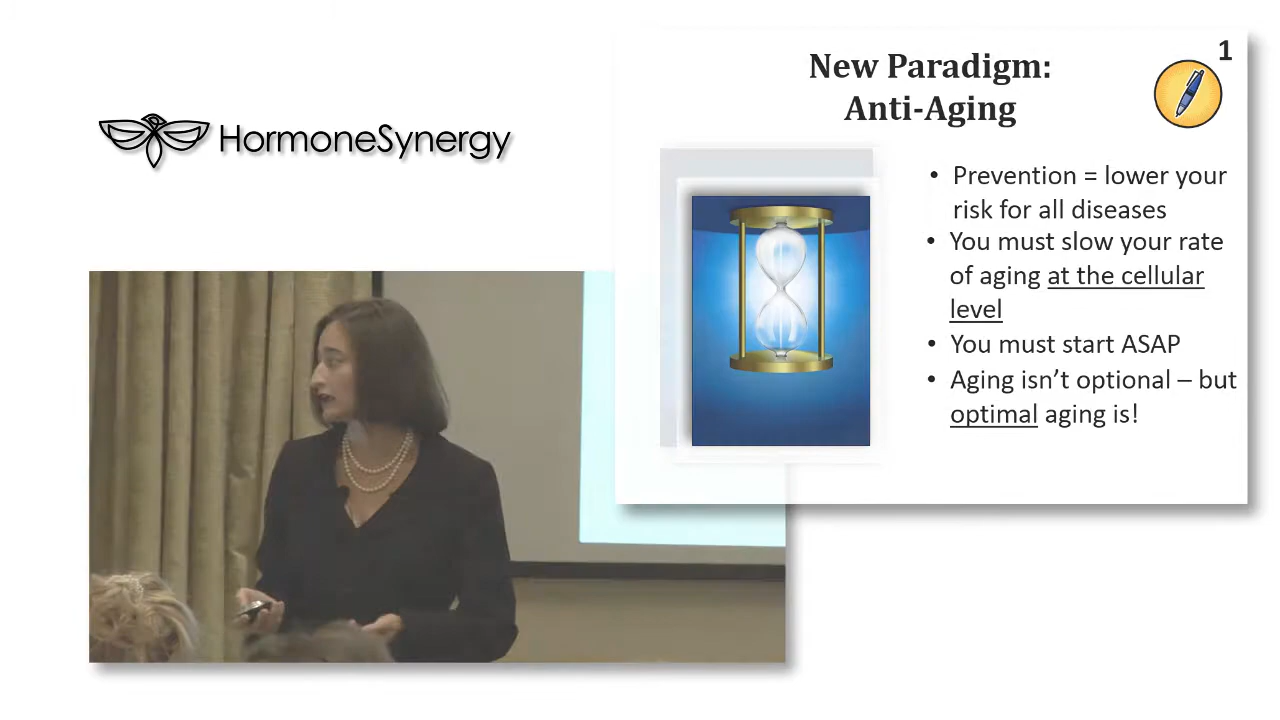 HormoneSynergy
1
New Paradigm:
Anti-Aging
• Prevention = lower your
risk for all diseases
• You must slow your rate
of aging at the cellular
level
• You must start ASAP
• Aging isn’t optional – but
optimal aging is!